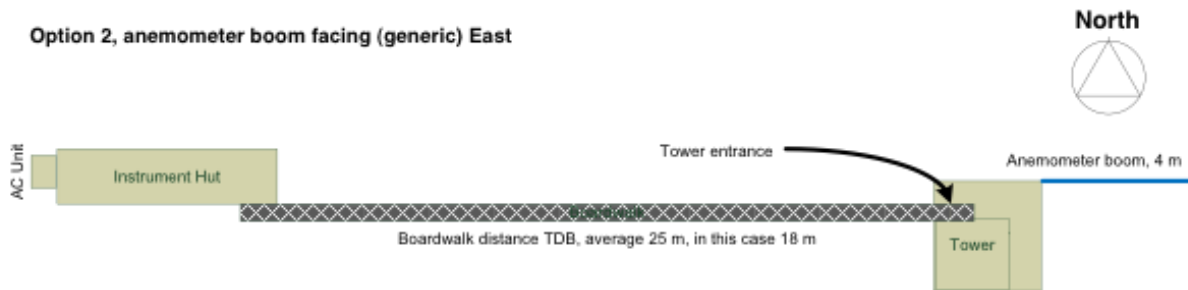 North
Option 2, anemometer boom facing (generic) East
Tower entrance
Anemometer boom, 4 m
AC Unit
Instrument Hut
Boardwalk
Boardwalk distance TDB, average 25 m, in this case 18 m
Tower